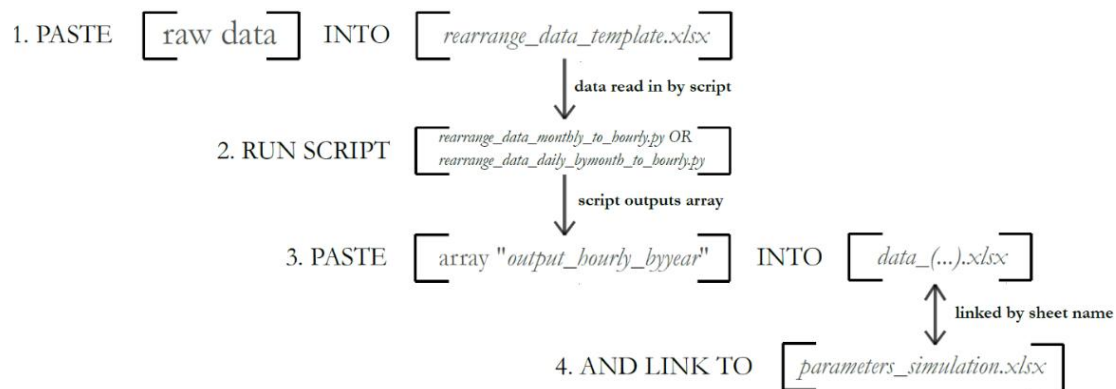 1. PASTE [raw data] INTO [rearrange_data_template.xlsx]
data read in by script
2. RUN SCRIPT [rearrange_data_monthly_to_hourly.py OR
rearrange_data_daily_bymonth_to_hourly.py]
script outputs array
3. PASTE [array "output_hourly_byyear"] INTO [data_(...).xlsx]
linked by sheet name
4. AND LINK TO [parameters_simulation.xlsx]